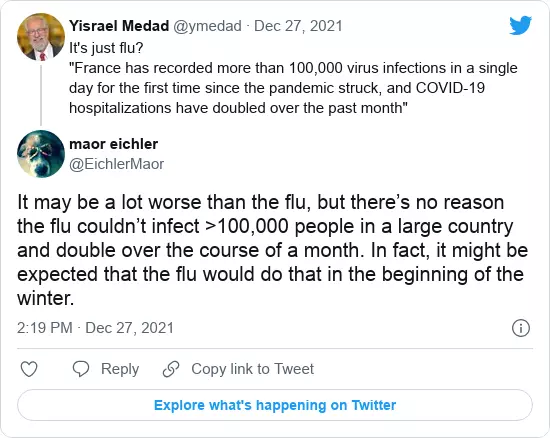 Yisrael Medad @ymedad · Dec 27, 2021
It's just flu?
"France has recorded more than 100,000 virus infections in a single
day for the first time since the pandemic struck, and COVID-19
hospitalizations have doubled over the past month"
maor eichler
@EichlerMaor
It may be a lot worse than the flu, but there’s no reason
the flu couldn’t infect >100,000 people in a large country
and double over the course of a month. In fact, it might be
expected that the flu would do that in the beginning of the
winter.
2:19 PM · Dec 27, 2021
Reply Copy link to Tweet
Explore what's happening on Twitter